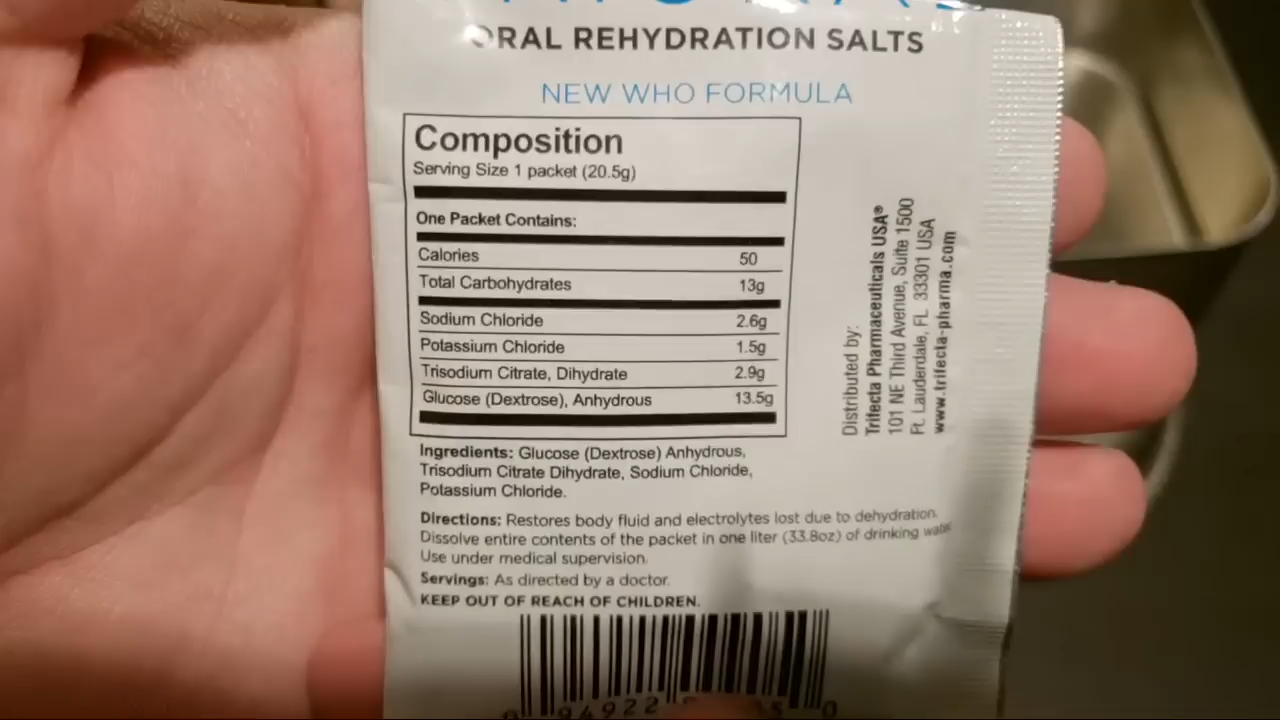 ORAL REHYDRATION SALTS
NEW WHO FORMULA
Composition
Serving Size 1 packet (20.5g)
One Packet Contains:
Calories 50
Total Carbohydrates 13g
Sodium Chloride 2.6g
Potassium Chloride 1.5g
Trisodium Citrate, Dihydrate 2.9g
Glucose (Dextrose), Anhydrous 13.5g
Ingredients: Glucose (Dextrose) Anhydrous,
Trisodium Citrate Dihydrate, Sodium Chloride,
Potassium Chloride.
Directions: Restores body fluid and electrolytes lost due to dehydration.
Dissolve entire contents of the packet in one liter (33.8oz) of drinking water.
Use under medical supervision.
Servings: As directed by a doctor.
KEEP OUT OF REACH OF CHILDREN.
Distributed by:
Trifecta Pharmaceuticals USA®
101 NE Third Avenue, Suite 1500
Ft. Lauderdale, FL 33301 USA
www.trifecta-pharma.com